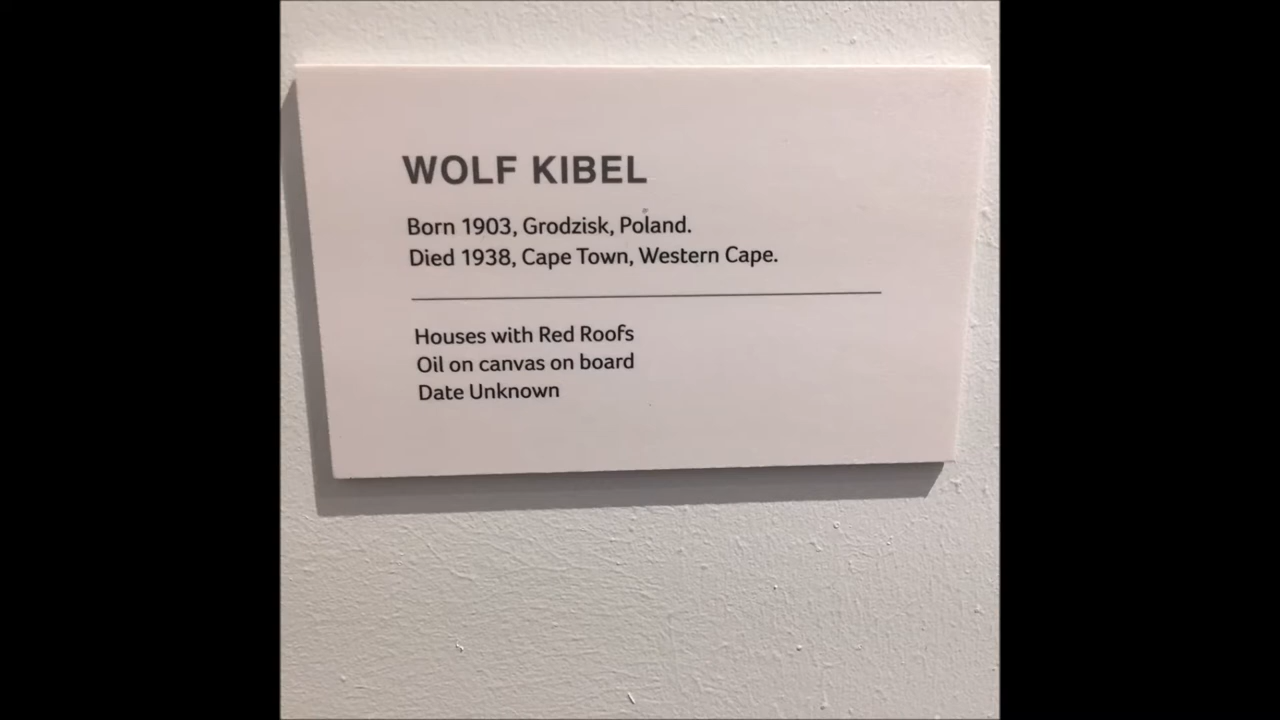 WOLF KIBEL
Born 1903, Grodzisk, Poland.
Died 1938, Cape Town, Western Cape.
Houses with Red Roofs
Oil on canvas on board
Date Unknown